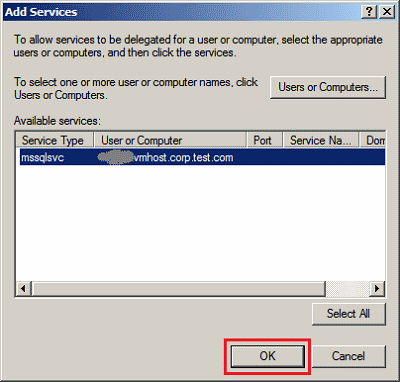 Add Services
To allow services to be delegated for a user or computer, select the appropriate
users or computers, and then click the services.
To select one or more user or computer names, click
Users or Computers.
Users or Computers...
Available services:
Service Type User or Computer Port Service Na... Dom
mssqlsvc vmhost.corp.test.com
Select All
OK Cancel